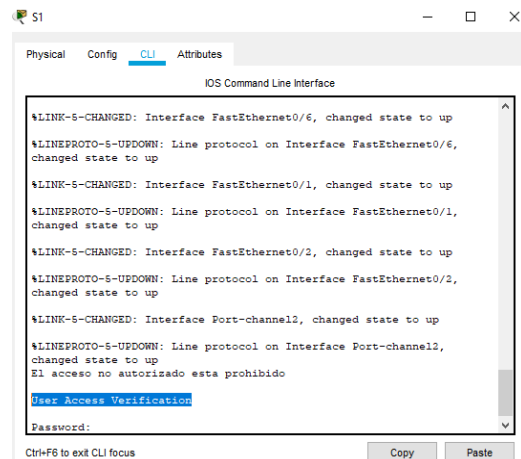 S1
Physical Config CLI Attributes
IOS Command Line Interface
%LINK-5-CHANGED: Interface FastEthernet0/6, changed state to up
%LINEPROTO-5-UPDOWN: Line protocol on Interface FastEthernet0/6,
changed state to up
%LINK-5-CHANGED: Interface FastEthernet0/1, changed state to up
%LINEPROTO-5-UPDOWN: Line protocol on Interface FastEthernet0/1,
changed state to up
%LINK-5-CHANGED: Interface FastEthernet0/2, changed state to up
%LINEPROTO-5-UPDOWN: Line protocol on Interface FastEthernet0/2,
changed state to up
%LINK-5-CHANGED: Interface Port-channel2, changed state to up
%LINEPROTO-5-UPDOWN: Line protocol on Interface Port-channel2,
changed state to up
El acceso no autorizado esta prohibido
User Access Verification
Password:
Ctrl+F6 to exit CLI focus Copy Paste